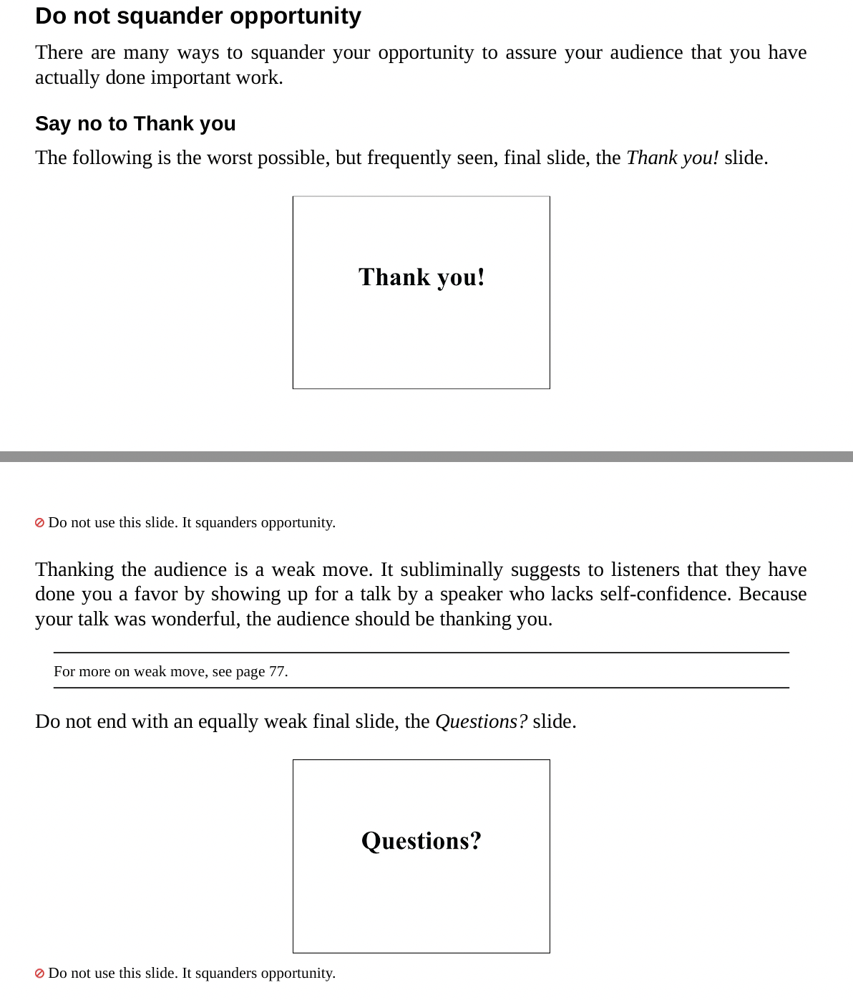 Do not squander opportunity
There are many ways to squander your opportunity to assure your audience that you have
actually done important work.
Say no to Thank you
The following is the worst possible, but frequently seen, final slide, the Thank you! slide.
Thank you!
Do not use this slide. It squanders opportunity.
Thanking the audience is a weak move. It subliminally suggests to listeners that they have
done you a favor by showing up for a talk by a speaker who lacks self-confidence. Because
your talk was wonderful, the audience should be thanking you.
For more on weak move, see page 77.
Do not end with an equally weak final slide, the Questions? slide.
Questions?
Do not use this slide. It squanders opportunity.